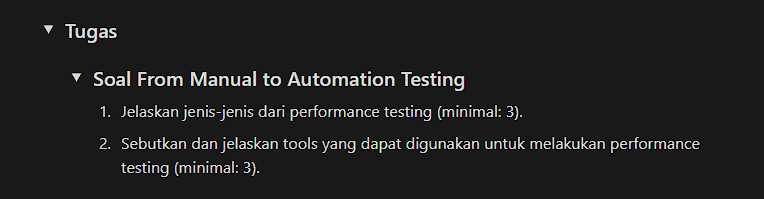 Tugas
Soal From Manual to Automation Testing
1. Jelaskan jenis-jenis dari performance testing (minimal: 3).
2. Sebutkan dan jelaskan tools yang dapat digunakan untuk melakukan performance
testing (minimal: 3).